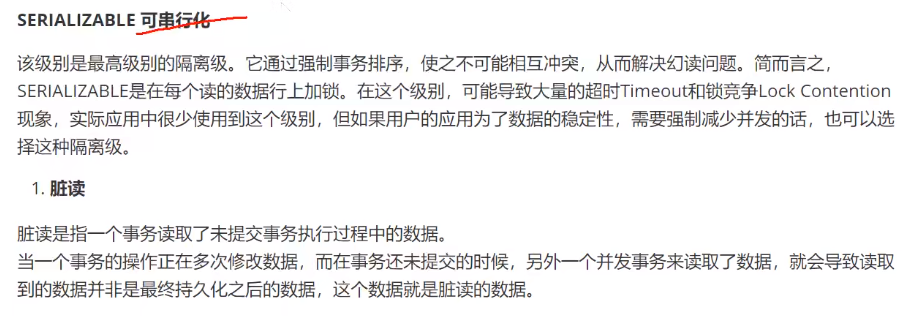 SERIALIZABLE 可串行化
该级别是最高级别的隔离级。它通过强制事务排序，使之不可能相互冲突，从而解决幻读问题。简而言之，
SERIALIZABLE是在每个读的数据行上加锁。在这个级别，可能导致大量的超时Timeout和锁竞争Lock Contention
现象，实际应用中很少使用到这个级别，但如果用户的应用为了数据的稳定性，需要强制减少并发的话，也可以选
择这种隔离级。
1. 脏读
脏读是指一个事务读取了未提交事务执行过程中的数据。
当一个事务的操作正在多次修改数据，而在事务还未提交的时候，另外一个并发事务来读取了数据，就会导致读取
到的数据并非是最终持久化之后的数据，这个数据就是脏读的数据。